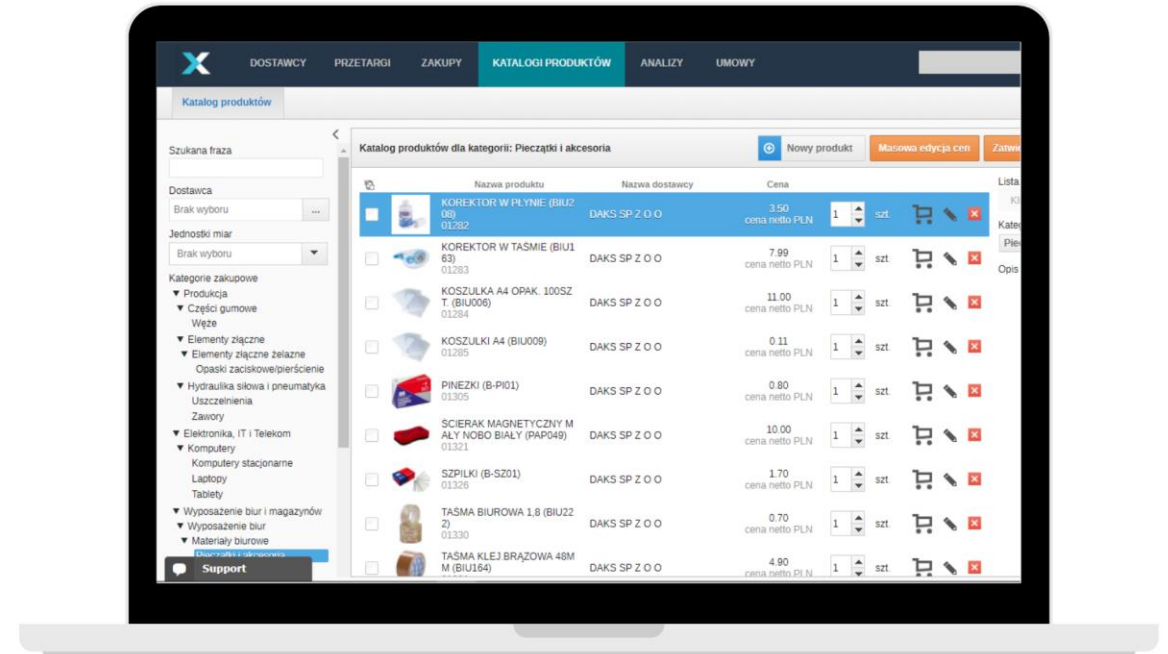 DOSTAWCY PRZETARGI ZAKUPY KATALOGI PRODUKTÓW ANALIZY UMOWY
Katalog produktów
Szukana fraza
Dostawca
Brak wyboru ...
Jednostki miar
Brak wyboru
Kategorie zakupowe
Produkcja
Części gumowe
Węże
Elementy złączne
Elementy złączne żelazne
Opaski zaciskowe/pierścienie
Hydraulika siłowa i pneumatyka
Uszczelnienia
Zawory
Elektronika, IT i Telekom
Komputery
Komputery stacjonarne
Laptopy
Tablety
Wyposażenie biur i magazynów
Wyposażenie biur
Materiały biurowe
Pieczątki i akcesoria
Support
Katalog produktów dla kategorii: Pieczątki i akcesoria
Nowy produkt Masowa edycja cen
Nazwa produktu Nazwa dostawcy Cena
KOREKTOR W PŁYNIE (BIU2
08)
01282
DAKS SP Z O O
3.50
cena netto PLN
1 szt.
KOREKTOR W TAŚMIE (BIU1
63)
01283
DAKS SP Z O O
7.99
cena netto PLN
1 szt.
KOSZULKA A4 OPAK. 100SZ
T. (BIU006)
01284
DAKS SP Z O O
11.00
cena netto PLN
1 szt.
KOSZULKI A4 (BIU009)
01285
DAKS SP Z O O
0.11
cena netto PLN
1 szt.
PINEZKI (B-PI01)
01305
DAKS SP Z O O
0.80
cena netto PLN
1 szt.
ŚCIERAK MAGNETYCZNY M
AŁY NOBO BIAŁY (PAP049)
01321
DAKS SP Z O O
10.00
cena netto PLN
1 szt.
SZPILKI (B-SZ01)
01326
DAKS SP Z O O
1.70
cena netto PLN
1 szt.
TAŚMA BIUROWA 1,8 (BIU22
2)
01330
DAKS SP Z O O
0.70
cena netto PLN
1 szt.
TAŚMA KLEJ.BRĄZOWA 48M
M (BIU164)
DAKS SP Z O O
4.90
cena netto PLN
1 szt.
Lista
Opis